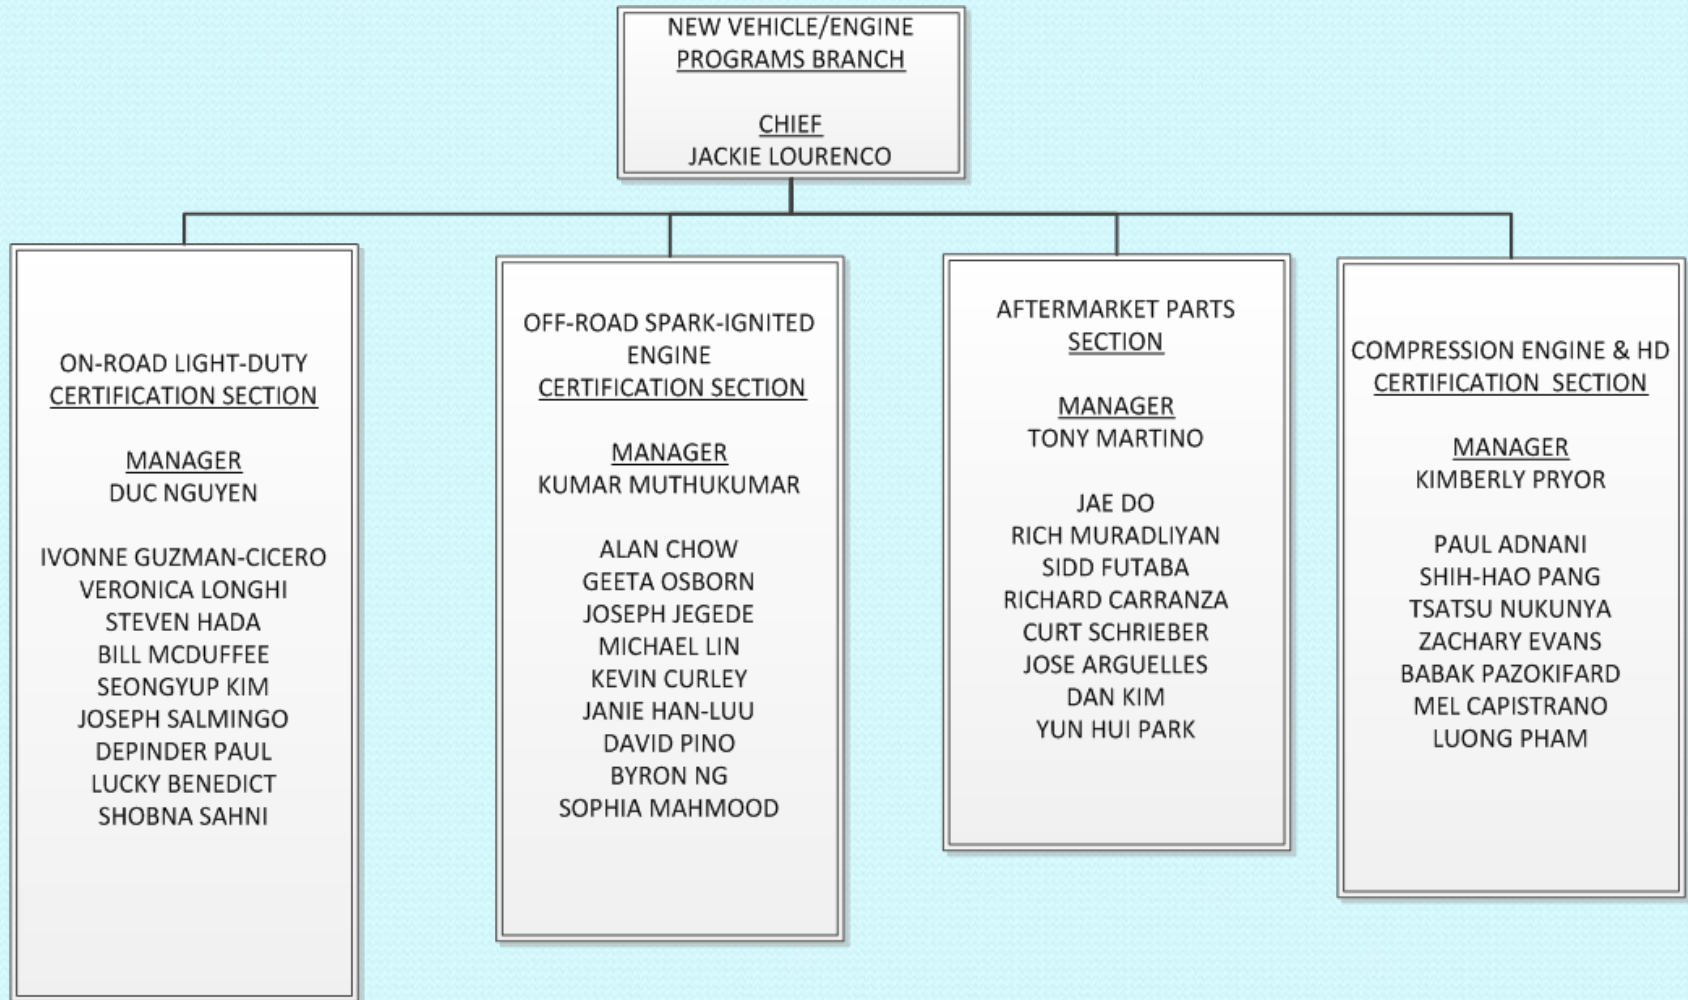 NEW VEHICLE/ENGINE
PROGRAMS BRANCH
CHIEF
JACKIE LOURENCO
ON-ROAD LIGHT-DUTY
CERTIFICATION SECTION
MANAGER
DUC NGUYEN
IVONNE GUZMAN-CICERO
VERONICA LONGHI
STEVEN HADA
BILL MCDUFFEE
SEONGYUP KIM
JOSEPH SALMINGO
DEPINDER PAUL
LUCKY BENEDICT
SHOBNA SAHNI
OFF-ROAD SPARK-IGNITED
ENGINE
CERTIFICATION SECTION
MANAGER
KUMAR MUTHUKUMAR
ALAN CHOW
GEETA OSBORN
JOSEPH JEGEDE
MICHAEL LIN
KEVIN CURLEY
JANIE HAN-LUU
DAVID PINO
BYRON NG
SOPHIA MAHMOOD
AFTERMARKET PARTS
SECTION
MANAGER
TONY MARTINO
JAE DO
RICH MURADLIYAN
SIDD FUTABA
RICHARD CARRANZA
CURT SCHRIEBER
JOSE ARGUELLES
DAN KIM
YUN HUI PARK
COMPRESSION ENGINE & HD
CERTIFICATION  SECTION
MANAGER
KIMBERLY PRYOR
PAUL ADNANI
SHIH-HAO PANG
TSATSU NUKUNYA
ZACHARY EVANS
BABAK PAZOKIFARD
MEL CAPISTRANO
LUONG PHAM